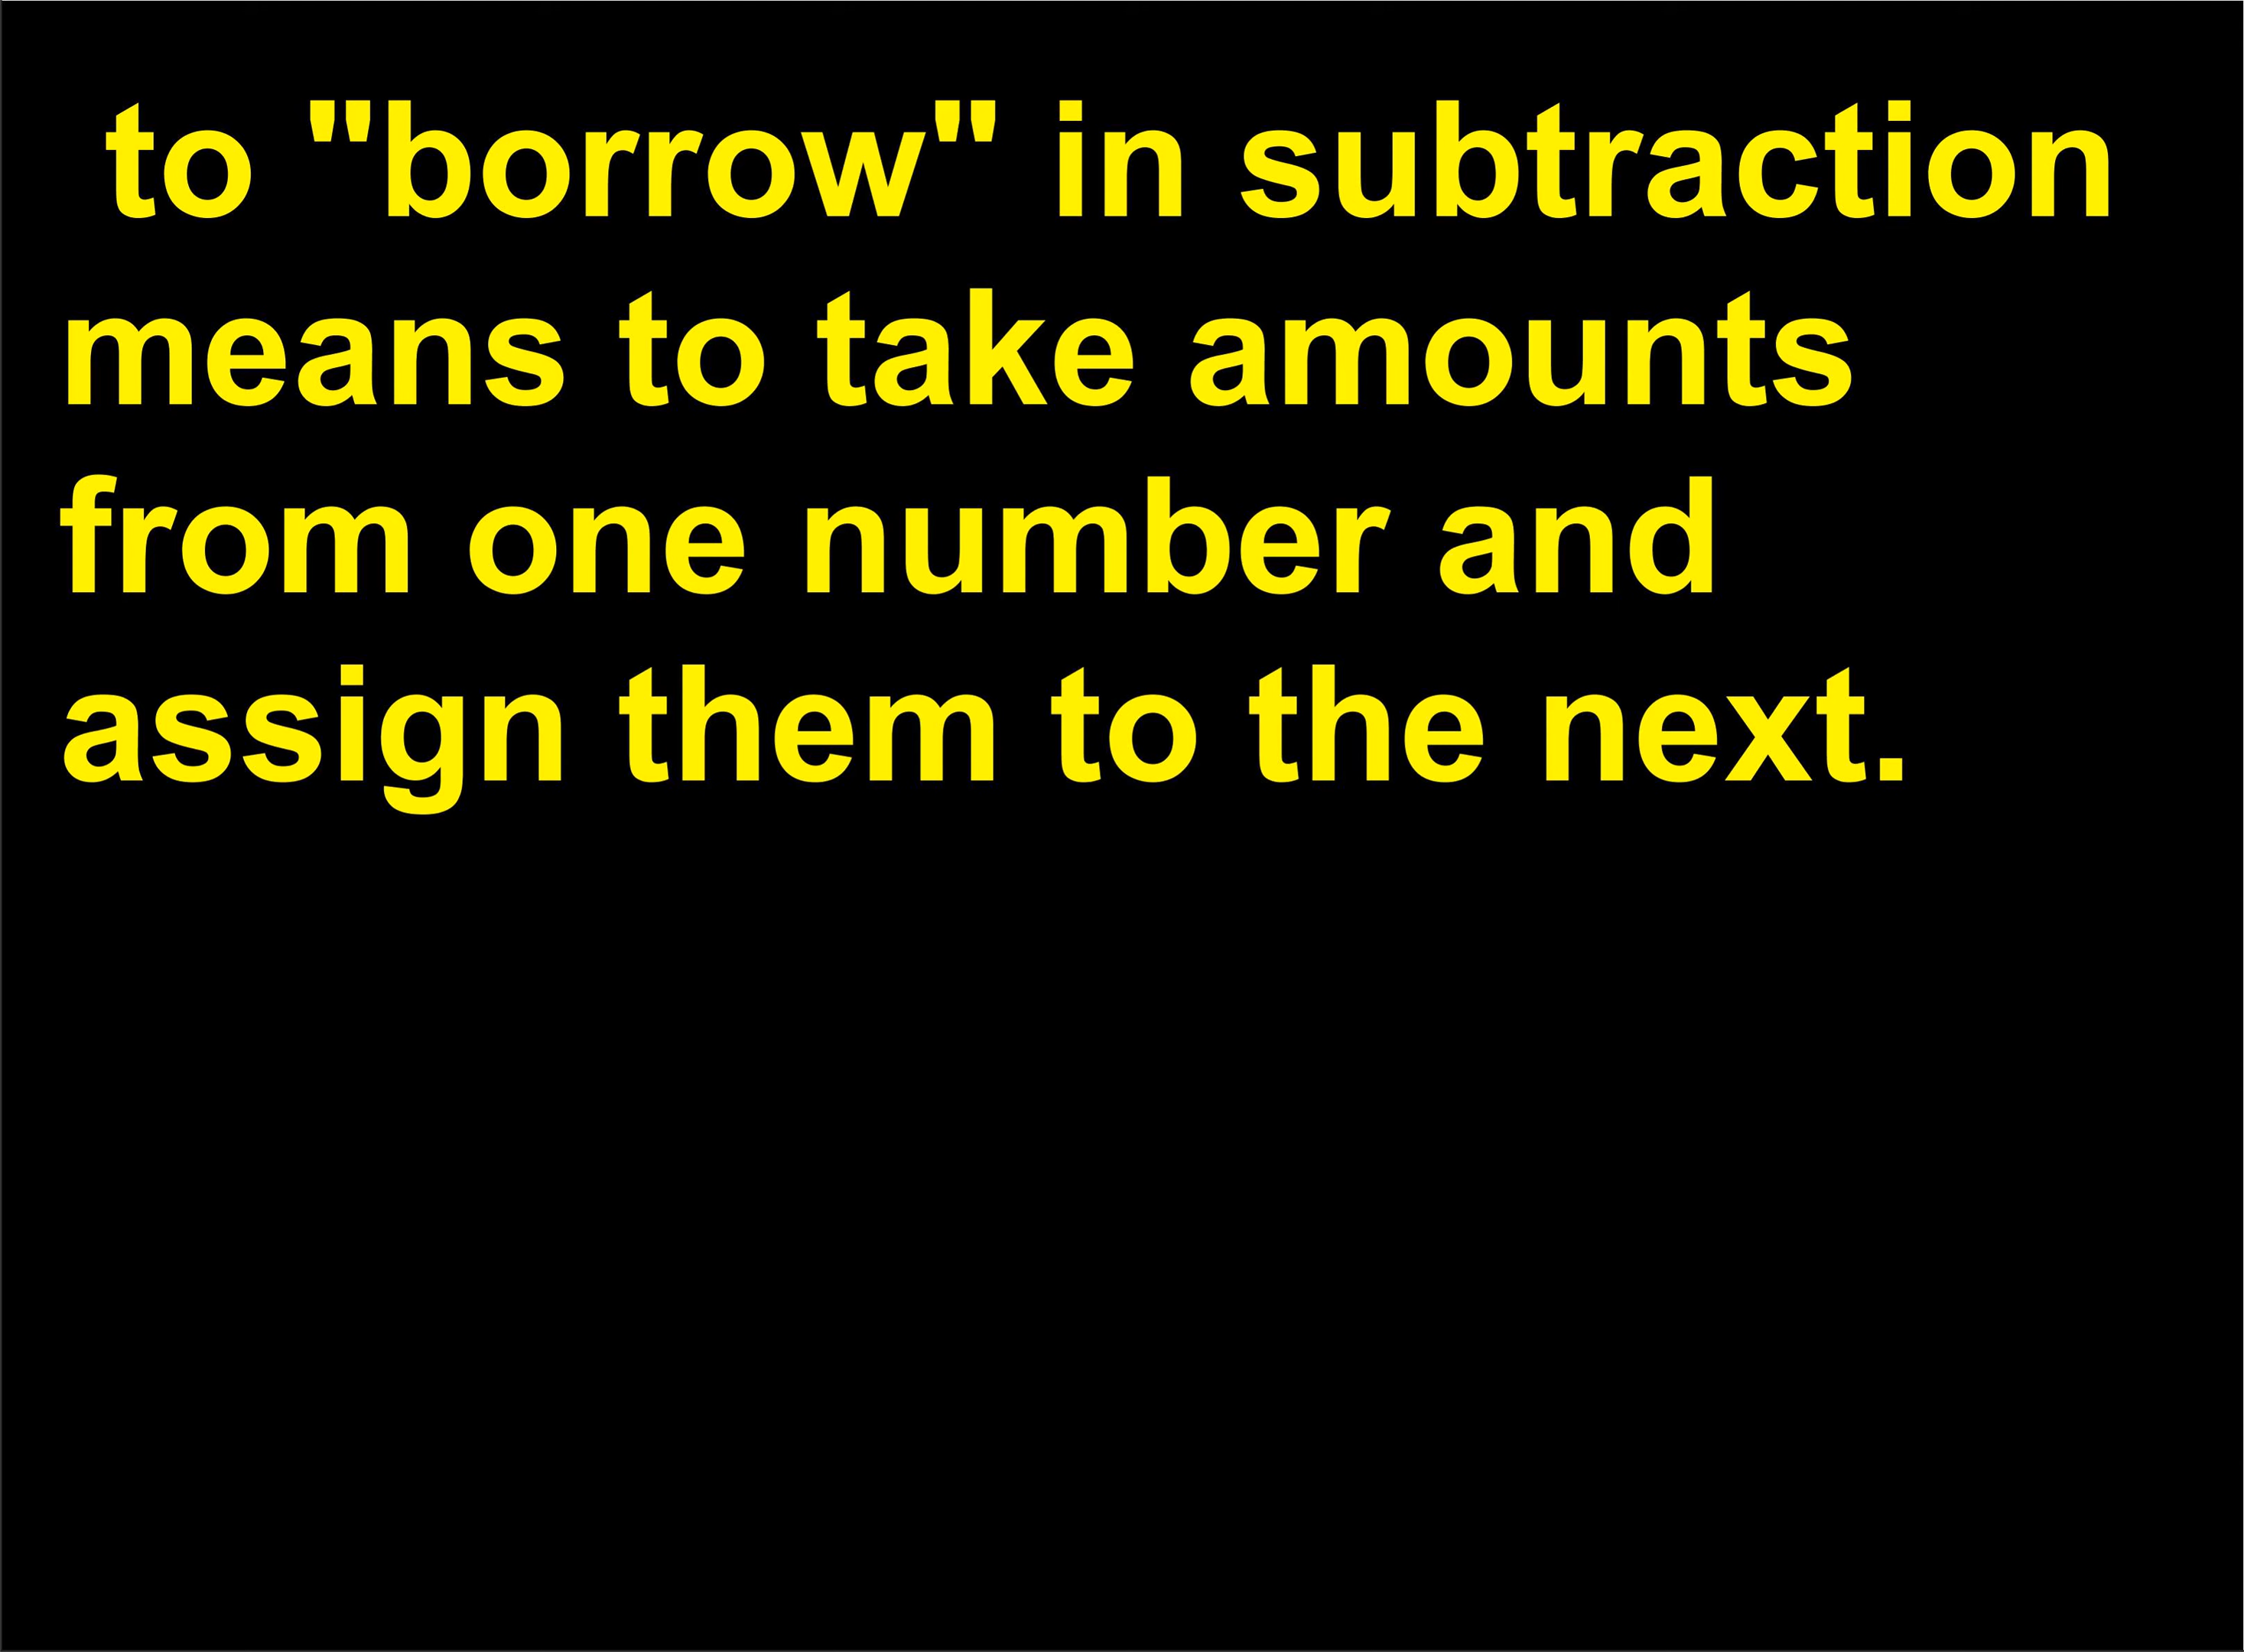 to "borrow" in subtraction
means to take amounts
from one number and
assign them to the next.